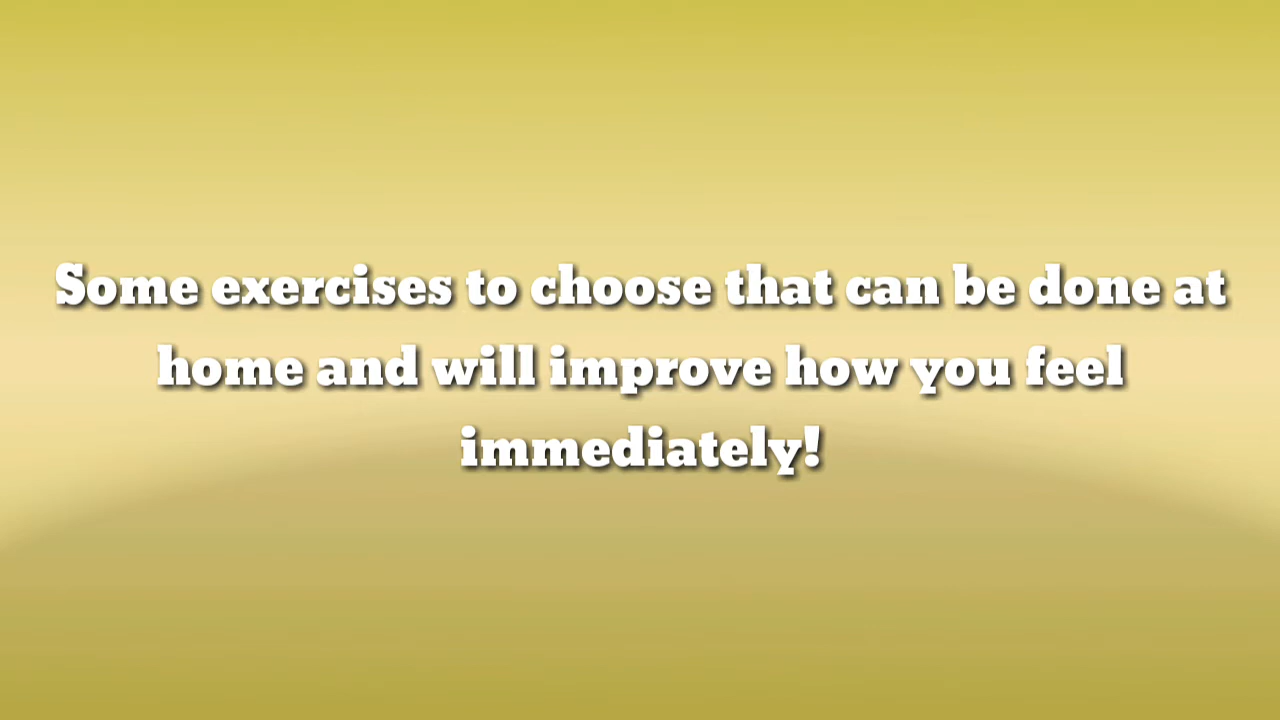 Some exercises to choose that can be done at
home and will improve how you feel
immediately!